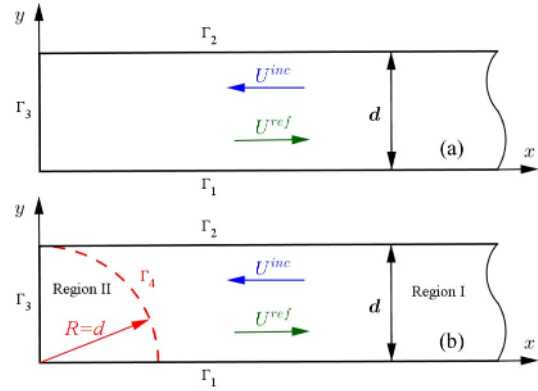 y
Γ₂
U^{inc}
Γ₃
d
U^{ref}
(a)
x
Γ₁
y
Γ₂
U^{inc}
Γ₄
Region II
Γ₃
d
Region I
R=d
U^{ref}
(b)
x
Γ₁